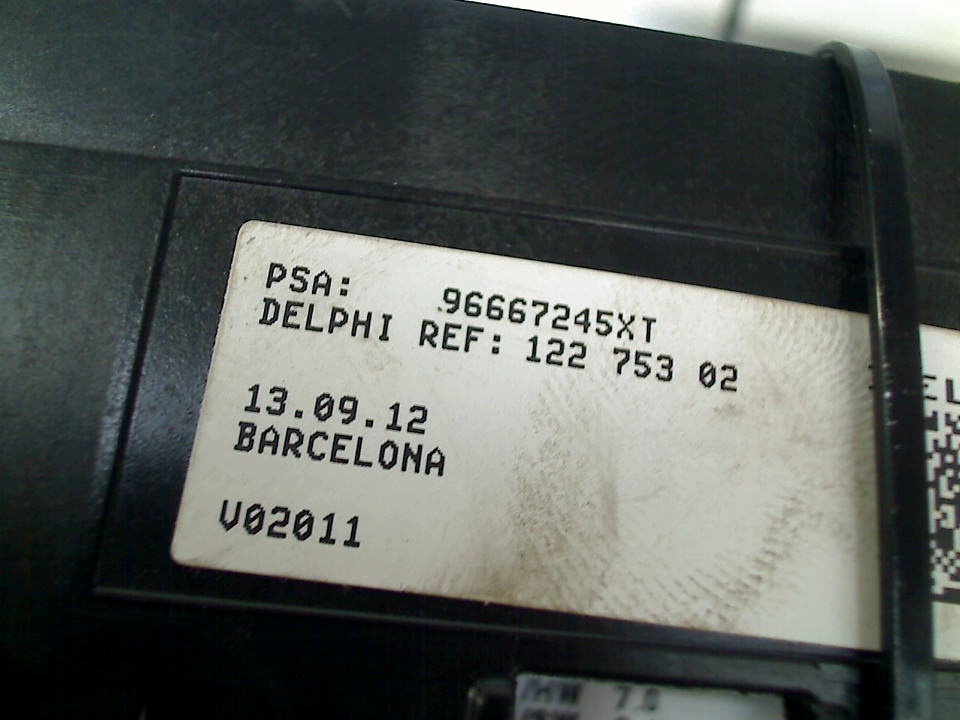 PSA: 96667245XT
DELPHI REF: 122 753 02
13.09.12
BARCELONA
V02011